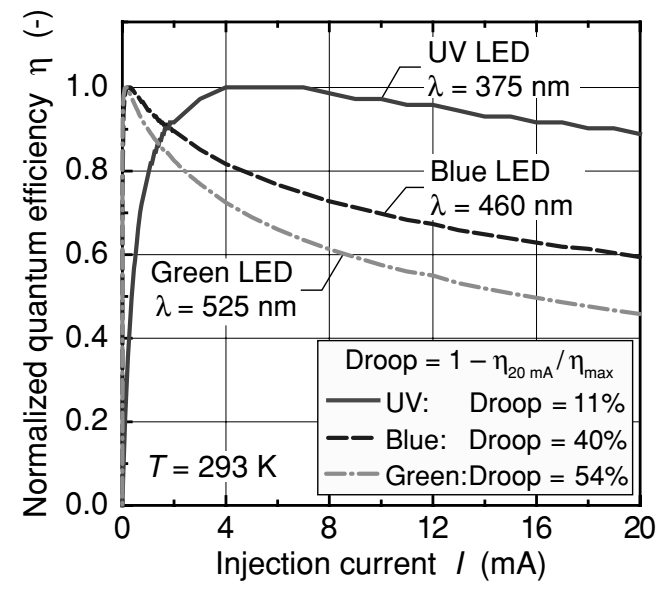 Normalized quantum efficiency η (-)
1.0
0.8
0.6
0.4
0.2
0.0
UV LED
λ = 375 nm
Blue LED
λ = 460 nm
Green LED
λ = 525 nm
Droop = 1 − η20 mA / ηmax
UV: Droop = 11%
Blue: Droop = 40%
Green: Droop = 54%
T = 293 K
0 4 8 12 16 20
Injection current I (mA)